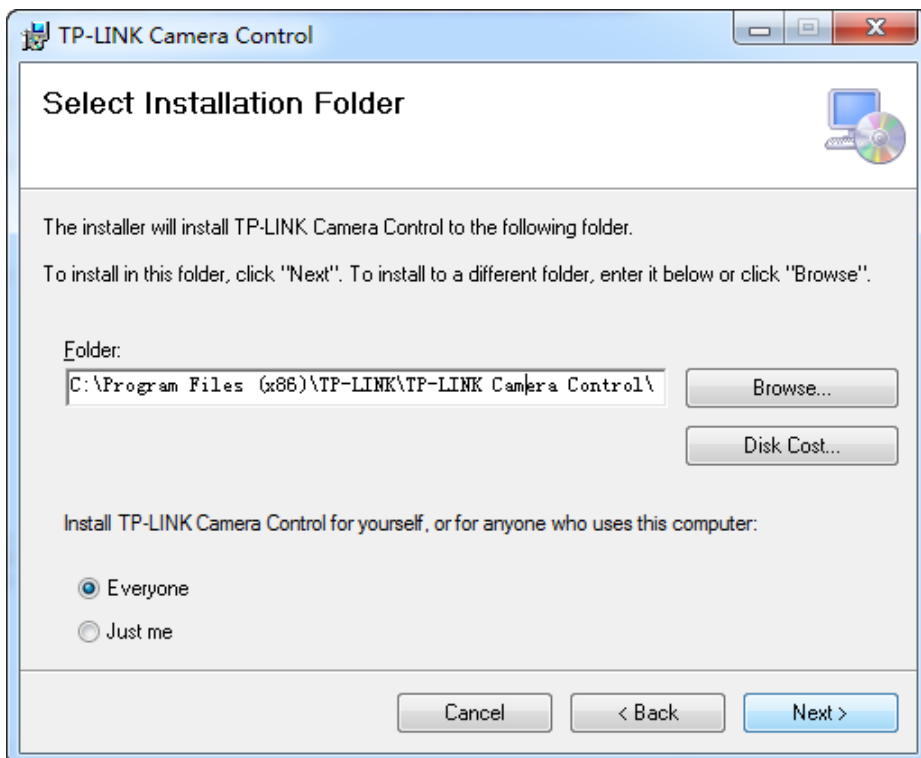 TP-LINK Camera Control
Select Installation Folder
The installer will install TP-LINK Camera Control to the following folder.
To install in this folder, click "Next". To install to a different folder, enter it below or click "Browse".
Folder:
C:\Program Files (x86)\TP-LINK\TP-LINK Camera Control\
Browse...
Disk Cost...
Install TP-LINK Camera Control for yourself, or for anyone who uses this computer:
Everyone
Just me
Cancel
< Back
Next >